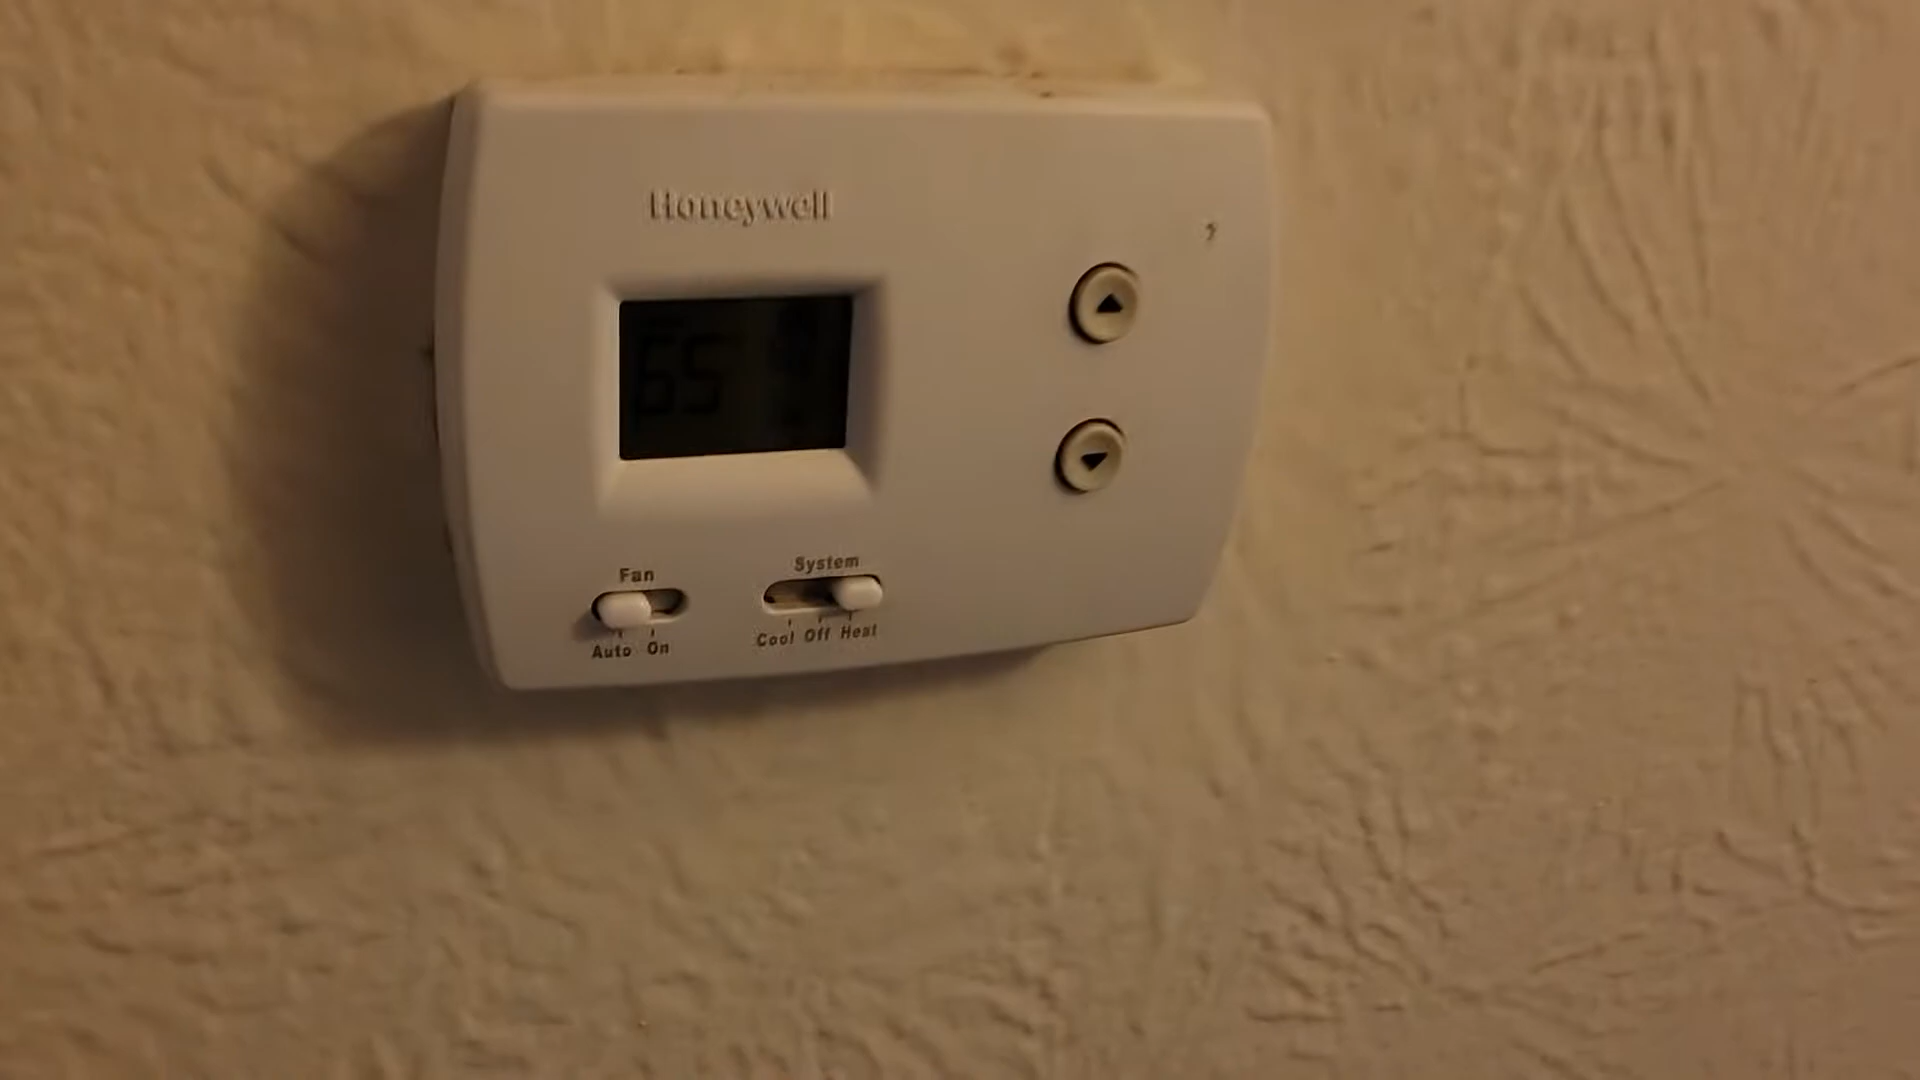 Honeywell
65
Fan
System
Auto On
Cool Off Heat